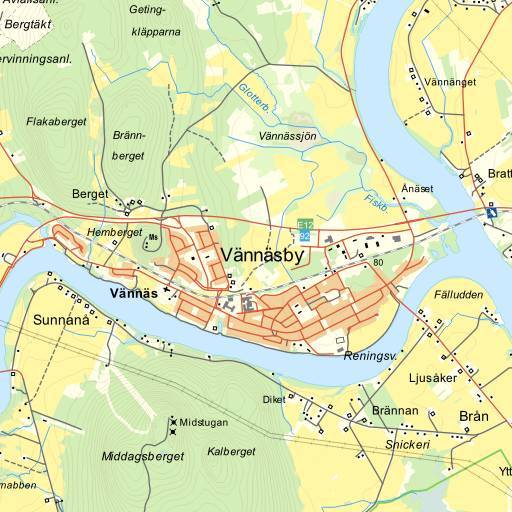 Geting-
kläpparna
Bergtäkt
ervinningsanl.
Vännänget
Glotterb.
Flakaberget
Bränn-
berget
Vännässjön
Bratt
Berget
Ånäset
Fiskb.
E12
92
Hemberget
Ms
Vännäsby
80
Vännäs
Fälludden
Sunnanå
Reningsv.
Ljusåker
Diket
Brännan
Brån
Midstugan
Snickeri
Middagsberget
Kalberget
Ytt
mabben